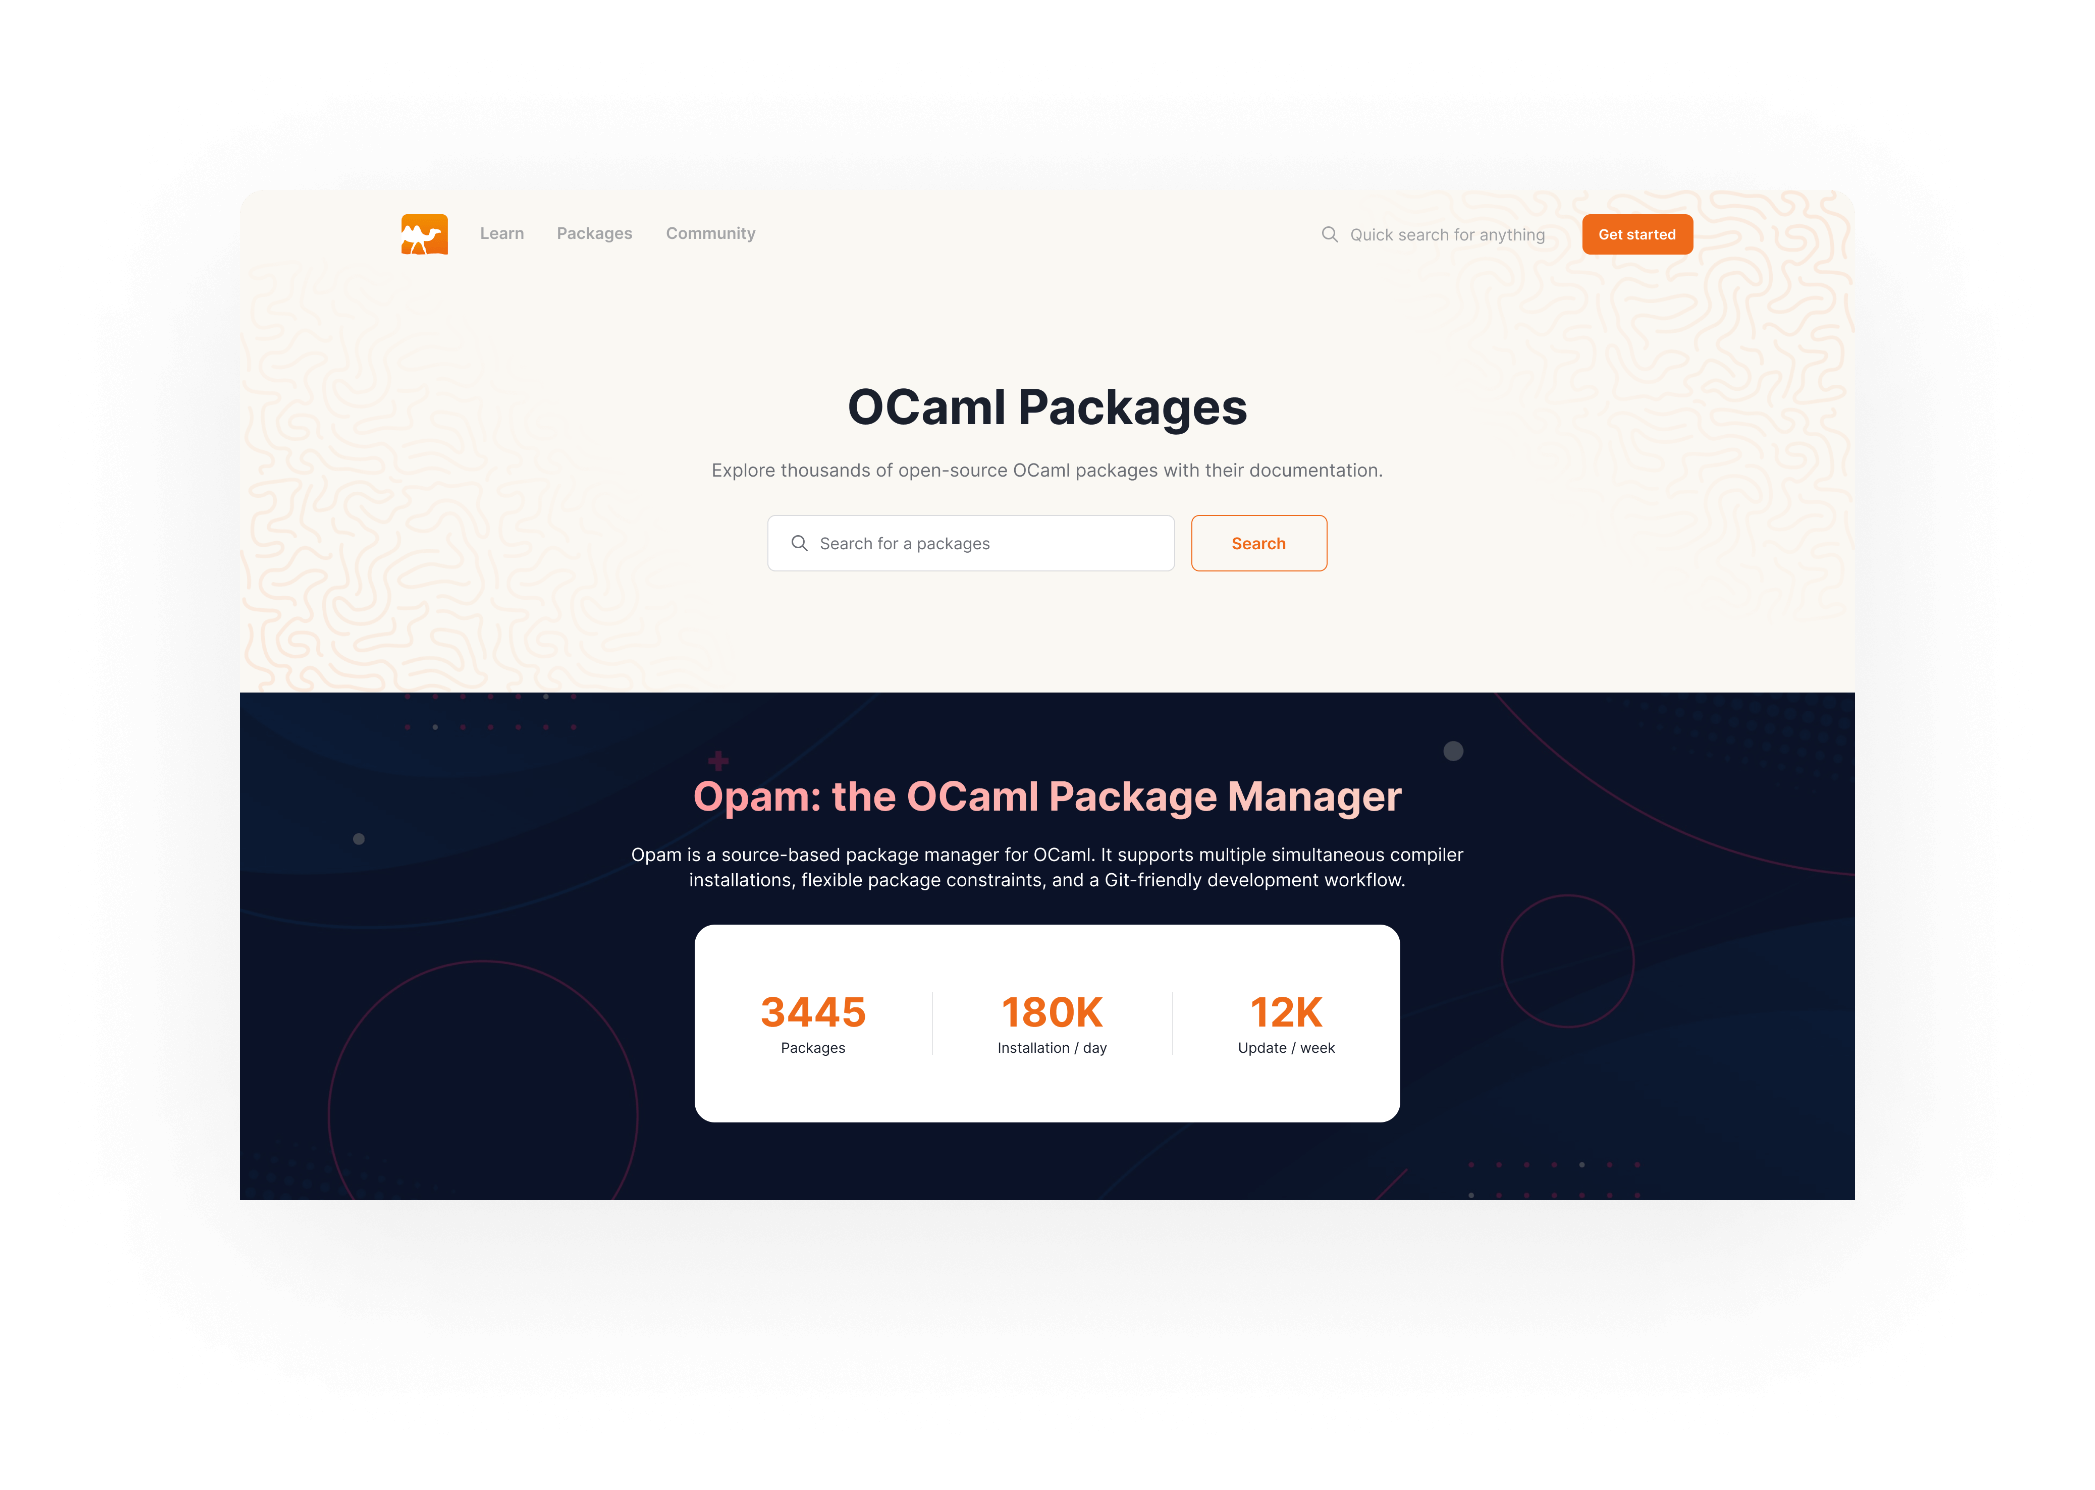 Learn Packages Community Quick search for anything Get started
OCaml Packages
Explore thousands of open-source OCaml packages with their documentation.
Search for a packages Search
Opam: the OCaml Package Manager
Opam is a source-based package manager for OCaml. It supports multiple simultaneous compiler
installations, flexible package constraints, and a Git-friendly development workflow.
3445 180K 12K
Packages Installation / day Update / week